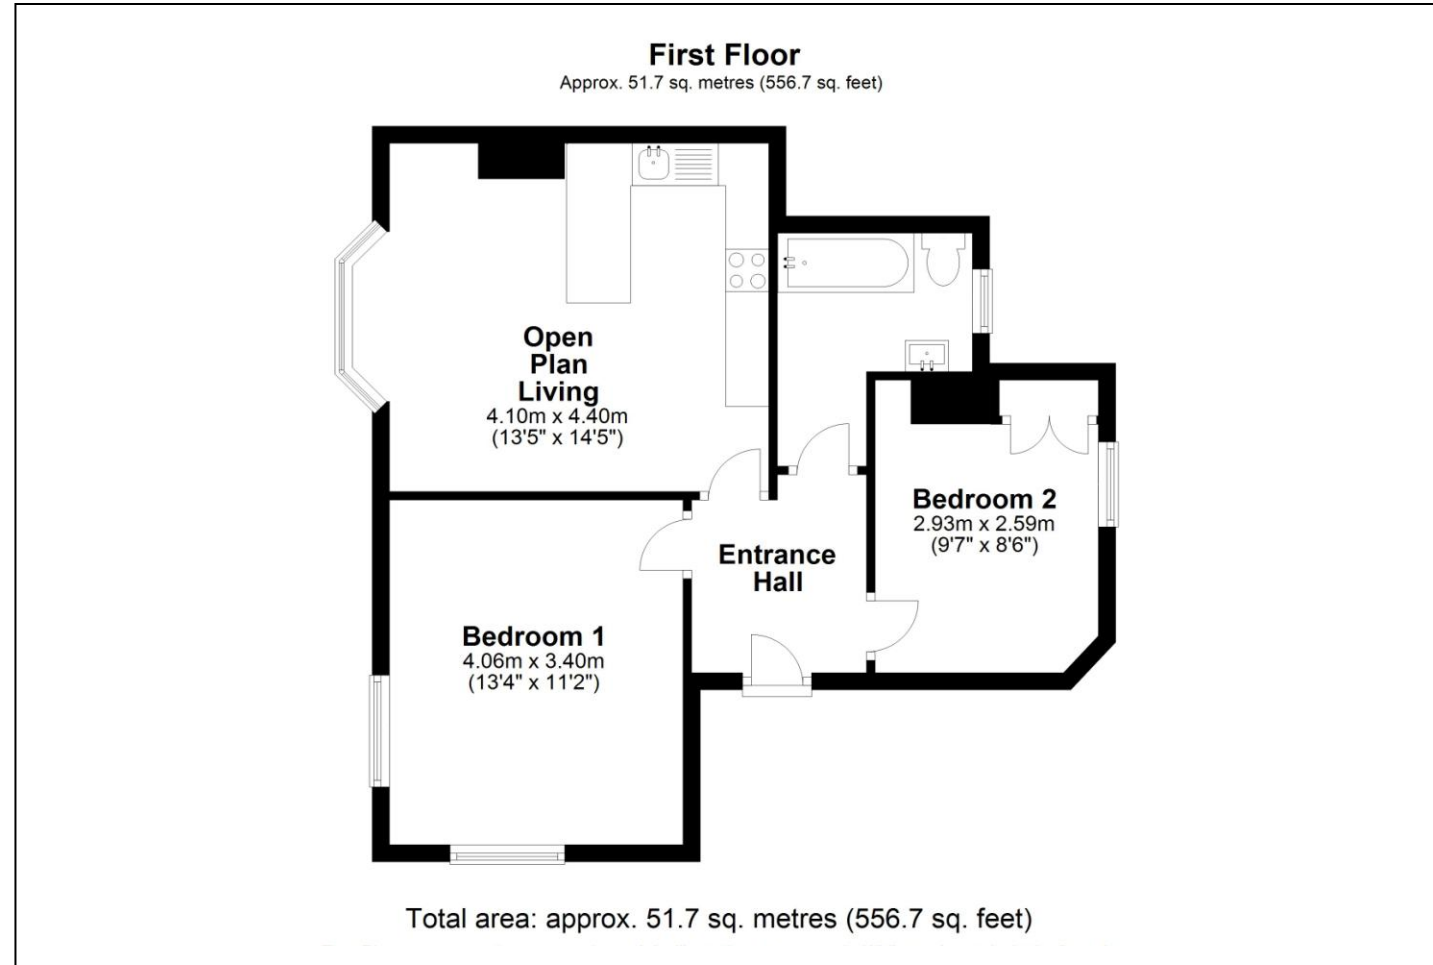 First Floor
Approx. 51.7 sq. metres (556.7 sq. feet)
Open
Plan
Living
4.10m x 4.40m
(13'5" x 14'5")
Bedroom 2
2.93m x 2.59m
(9'7" x 8'6")
Entrance
Hall
Bedroom 1
4.06m x 3.40m
(13'4" x 11'2")
Total area: approx. 51.7 sq. metres (556.7 sq. feet)